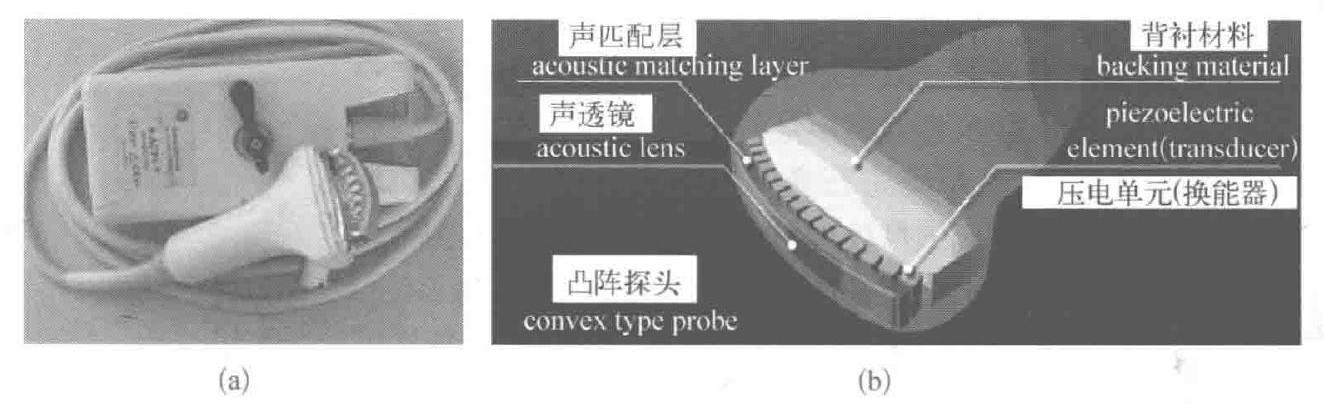 声匹配层
acoustic matching layer
声透镜
acoustic lens
凸阵探头
convex type probe
背衬材料
backing material
piezoelectric
element(transducer)
压电单元(换能器)
(a)
(b)